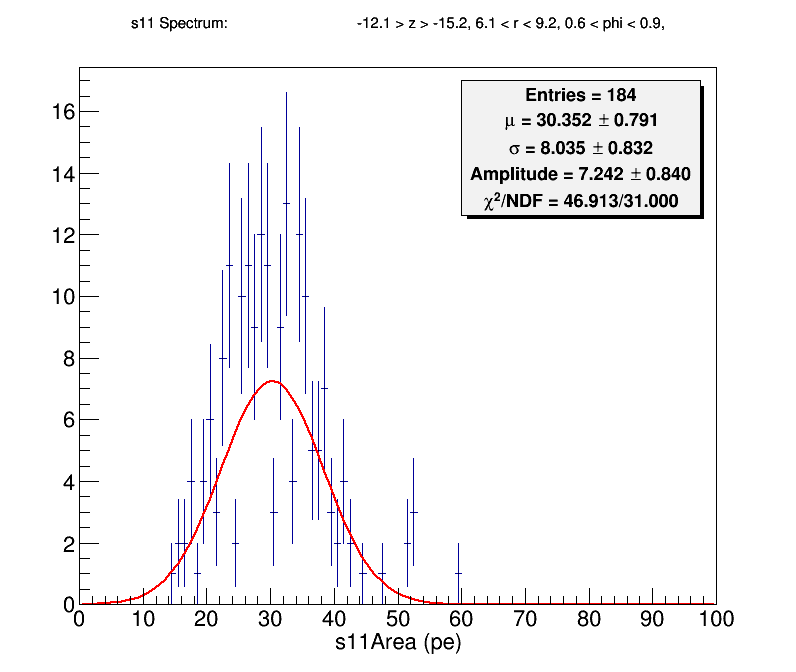 s11 Spectrum: -12.1 > z > -15.2, 6.1 < r < 9.2, 0.6 < phi < 0.9,
Entries = 184
μ = 30.352 ± 0.791
σ = 8.035 ± 0.832
Amplitude = 7.242 ± 0.840
χ²/NDF = 46.913/31.000
16
14
12
10
8
6
4
2
0
0 10 20 30 40 50 60 70 80 90 100
s11Area (pe)